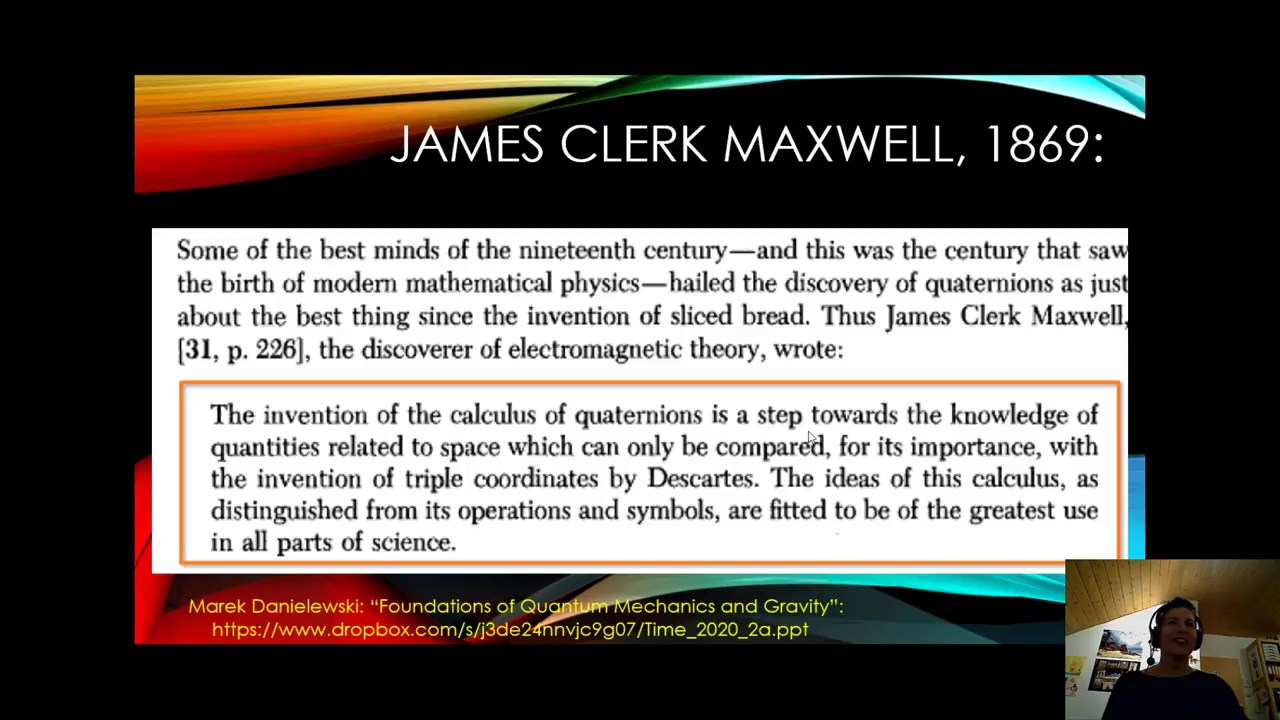 JAMES CLERK MAXWELL, 1869:
Some of the best minds of the nineteenth century—and this was the century that saw
the birth of modern mathematical physics—hailed the discovery of quaternions as just
about the best thing since the invention of sliced bread. Thus James Clerk Maxwell,
[31, p. 226], the discoverer of electromagnetic theory, wrote:
The invention of the calculus of quaternions is a step towards the knowledge of
quantities related to space which can only be compared, for its importance, with
the invention of triple coordinates by Descartes. The ideas of this calculus, as
distinguished from its operations and symbols, are fitted to be of the greatest use
in all parts of science.
Marek Danielewski: “Foundations of Quantum Mechanics and Gravity”:
https://www.dropbox.com/s/j3de24nnvjc9g07/Time_2020_2a.ppt